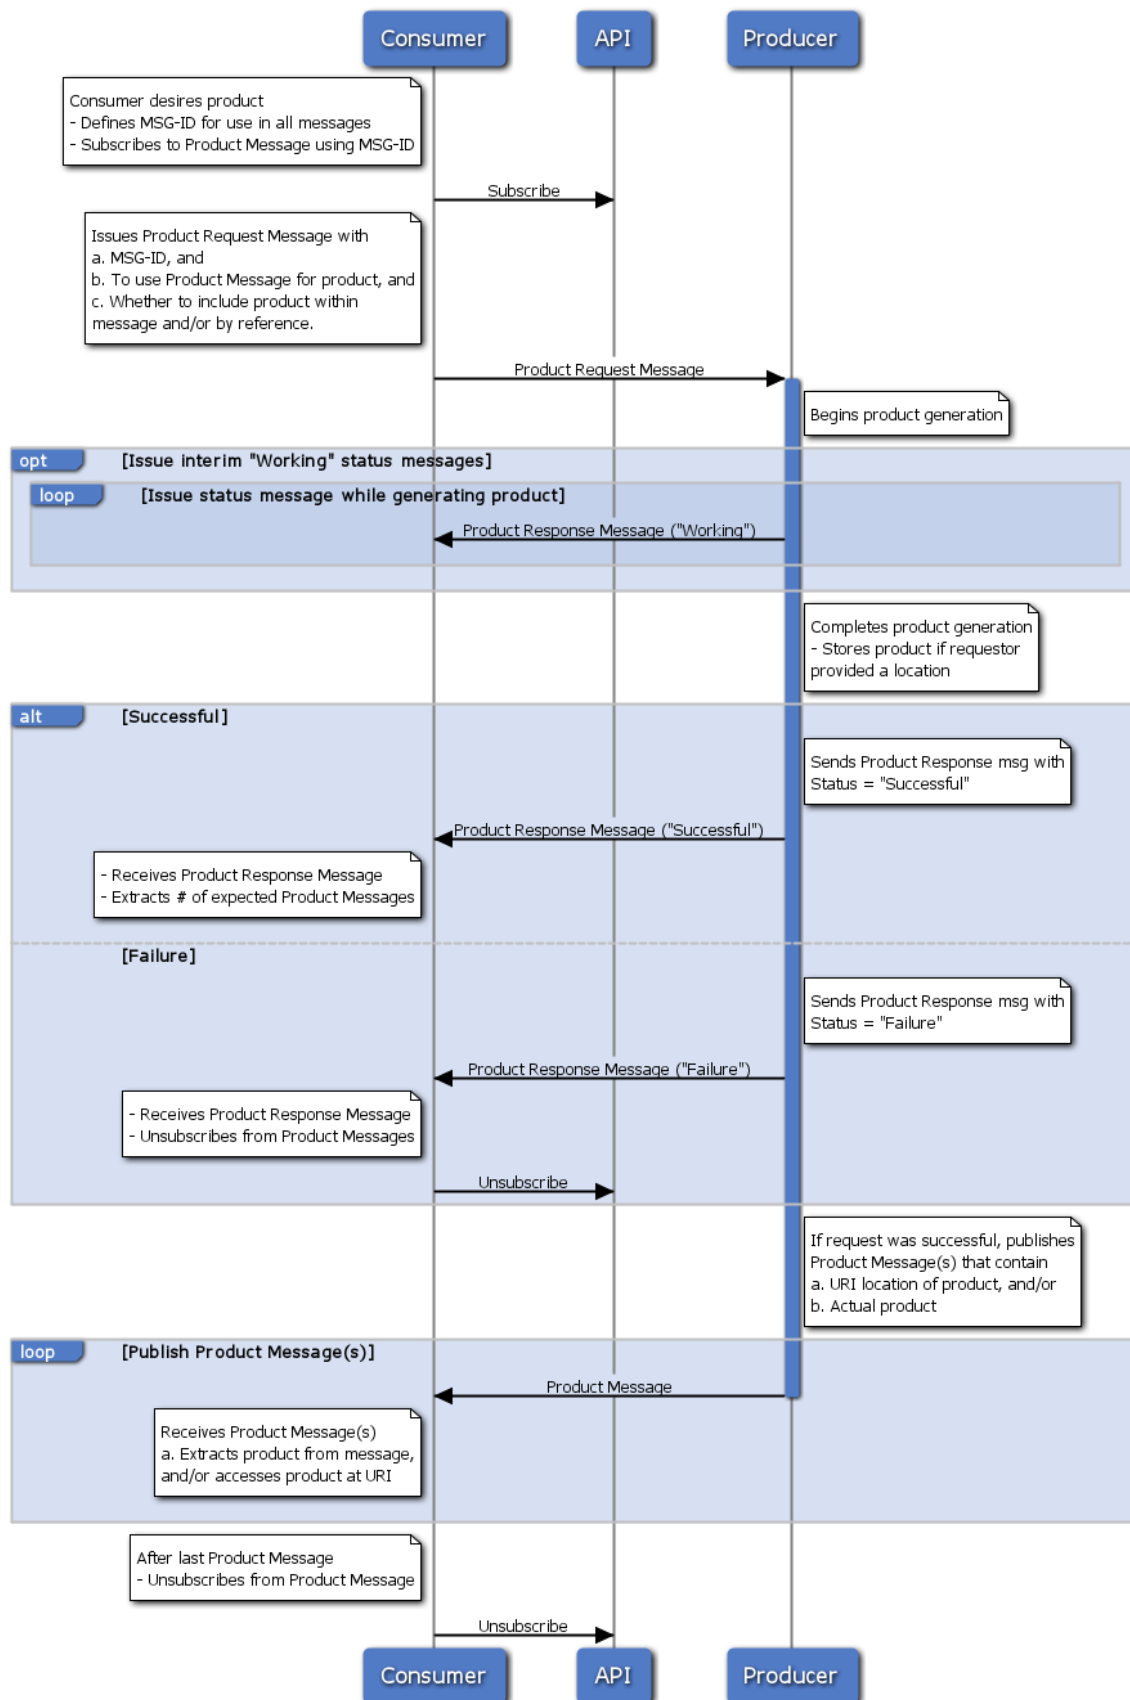 Consumer
API
Producer
Consumer desires product
- Defines MSG-ID for use in all messages
- Subscribes to Product Message using MSG-ID
Subscribe
Issues Product Request Message with
a. MSG-ID, and
b. To use Product Message for product, and
c. Whether to include product within
message and/or by reference.
Product Request Message
Begins product generation
opt
[Issue interim "Working" status messages]
loop
[Issue status message while generating product]
Product Response Message ("Working")
Completes product generation
- Stores product if requestor
provided a location
alt
[Successful]
Sends Product Response msg with
Status = "Successful"
Product Response Message ("Successful")
- Receives Product Response Message
- Extracts # of expected Product Messages
[Failure]
Sends Product Response msg with
Status = "Failure"
Product Response Message ("Failure")
- Receives Product Response Message
- Unsubscribes from Product Messages
Unsubscribe
If request was successful, publishes
Product Message(s) that contain
a. URI location of product, and/or
b. Actual product
loop
[Publish Product Message(s)]
Product Message
Receives Product Message(s)
a. Extracts product from message,
and/or accesses product at URI
After last Product Message
- Unsubscribes from Product Message
Unsubscribe
Consumer
API
Producer